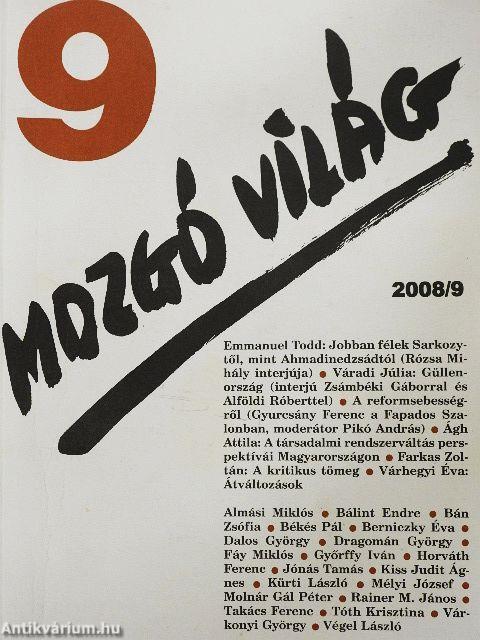 9
MOZGÓ VILÁG
2008/9
Emmanuel Todd: Jobban félek Sarkozy-
től, mint Ahmadinedzsádtól (Rózsa Mi-
hály interjúja) ● Váradi Júlia: Güllen-
ország (interjú Zsámbéki Gáborral és
Alföldi Róberttel) ● A reformsebesség-
ről (Gyurcsány Ferenc a Fapados Sza-
lonban, moderátor Pikó András) ● Ágh
Attila: A társadalmi rendszerváltás pers-
pektívái Magyarországon ● Farkas Zol-
tán: A kritikus tömeg ● Várhegyi Éva:
Átváltozások
Almási Miklós ● Bálint Endre ● Bán
Zsófia ● Békés Pál ● Berniczky Éva ●
Dalos György ● Dragomán György ●
Fáy Miklós ● Győrffy Iván ● Horváth
Ferenc ● Jónás Tamás ● Kiss Judit Ág-
nes ● Kürti László ● Mélyi József ●
Molnár Gál Péter ● Rainer M. János ●
Takács Ferenc ● Tóth Krisztina ● Vár-
konyi György ● Végel László
Antikvárium.hu